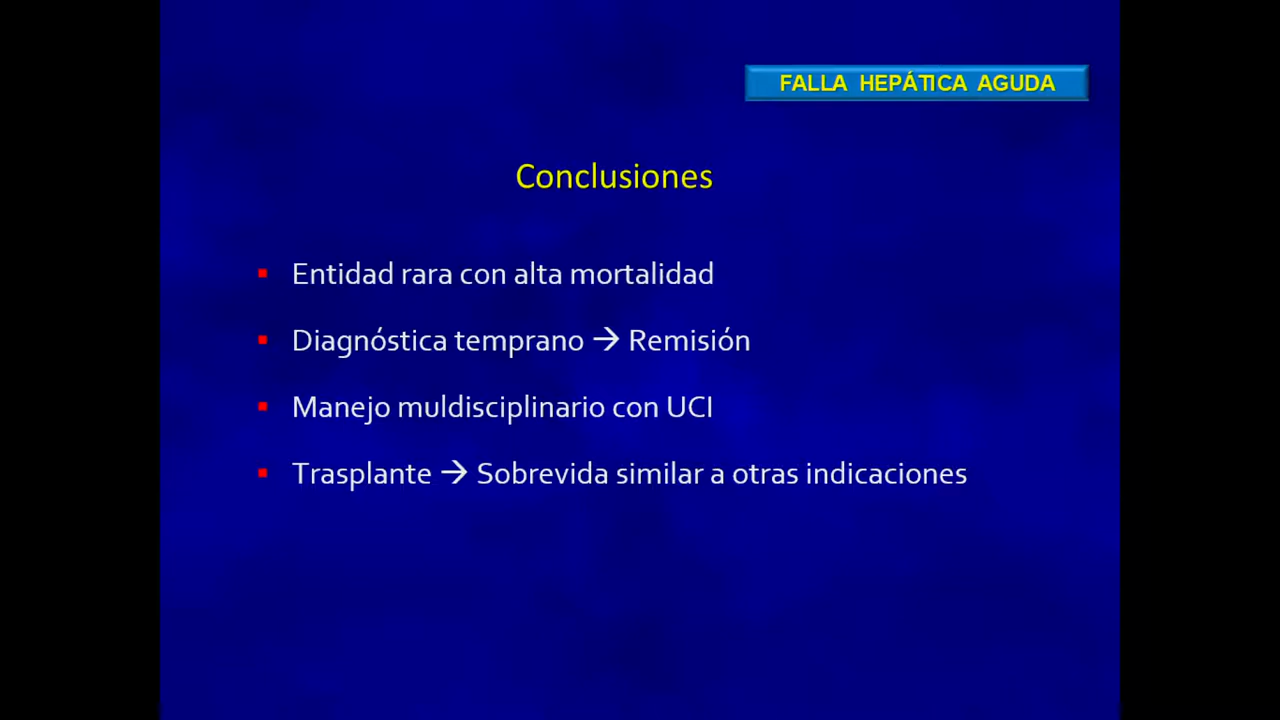 FALLA HEPÁTICA AGUDA
Conclusiones
▪ Entidad rara con alta mortalidad
▪ Diagnóstica temprano → Remisión
▪ Manejo muldisciplinario con UCI
▪ Trasplante → Sobrevida similar a otras indicaciones